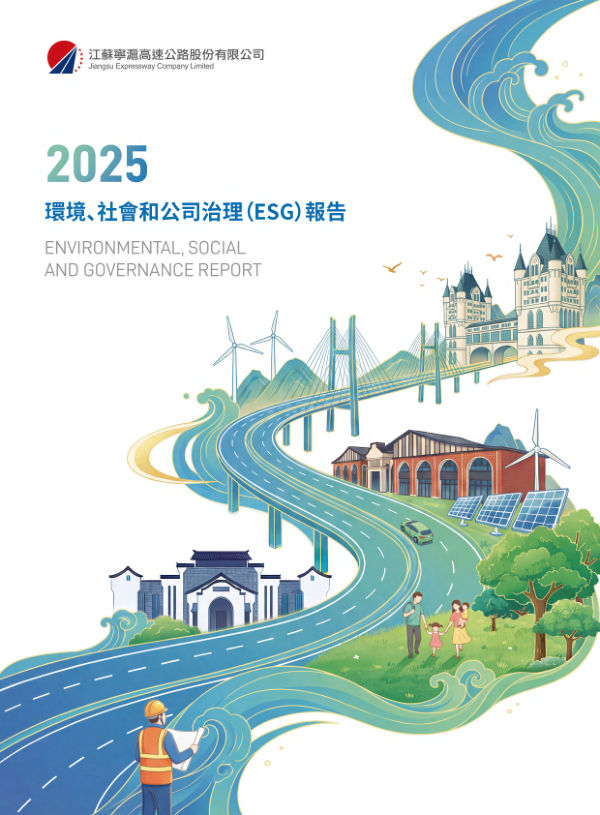 江蘇寧滬高速公路股份有限公司
Jiangsu Expressway Company Limited
2025
環境、社會和公司治理(ESG)報告
ENVIRONMENTAL, SOCIAL
AND GOVERNANCE REPORT